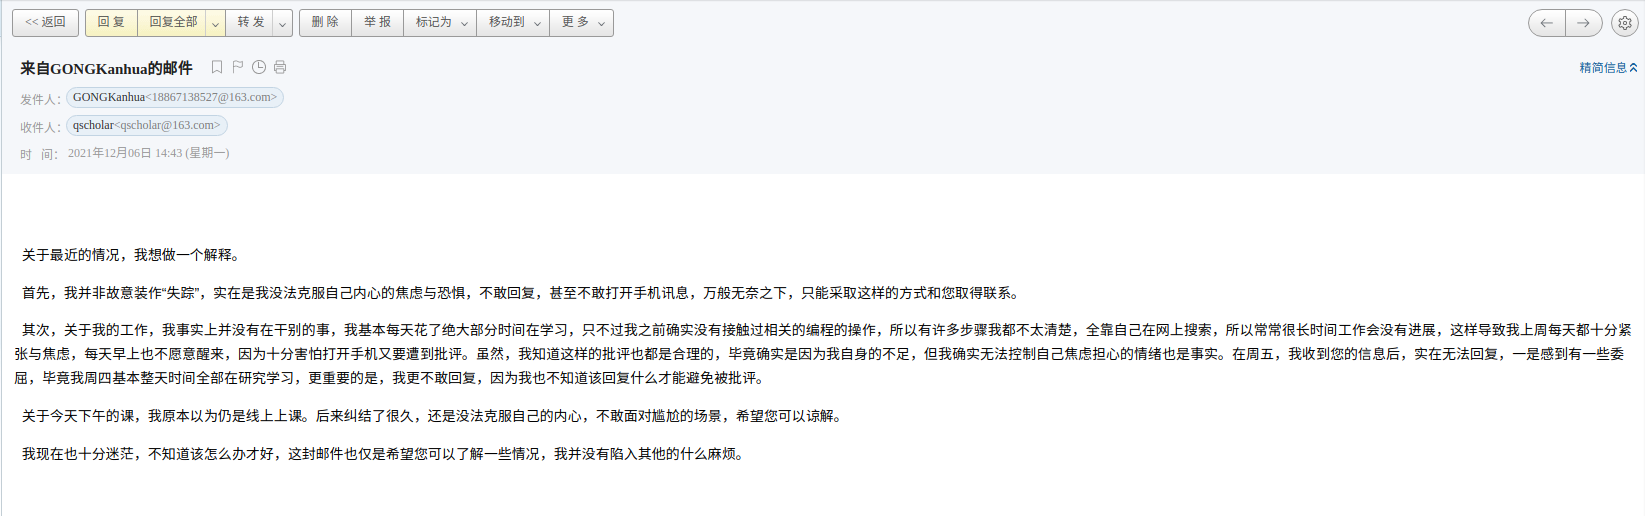 << 返回 回 复 回复全部 转 发 删 除 举 报 标记为 移动到 更 多
来自GONGKanhua的邮件
精简信息
发件人： GONGKanhua<18867138527@163.com>
收件人： qscholar<qscholar@163.com>
时 间： 2021年12月06日 14:43 (星期一)
关于最近的情况，我想做一个解释。
首先，我并非故意装作“失踪”，实在是我没法克服自己内心的焦虑与恐惧，不敢回复，甚至不敢打开手机讯息，万般无奈之下，只能采取这样的方式和您取得联系。
其次，关于我的工作，我事实上并没有在干别的事，我基本每天花了绝大部分时间在学习，只不过我之前确实没有接触过相关的编程的操作，所以有许多步骤我都不太清楚，全靠自己在网上搜索，所以常常很长时间工作会没有进展，这样导致我上周每天都十分紧
张与焦虑，每天早上也不愿意醒来，因为十分害怕打开手机又要遭到批评。虽然，我知道这样的批评也都是合理的，毕竟确实是因为我自身的不足，但我确实无法控制自己焦虑担心的情绪也是事实。在周五，我收到您的信息后，实在无法回复，一是感到有一些委
屈，毕竟我周四基本整天时间全部在研究学习，更重要的是，我更不敢回复，因为我也不知道该回复什么才能避免被批评。
关于今天下午的课，我原本以为仍是线上上课。后来纠结了很久，还是没法克服自己的内心，不敢面对尴尬的场景，希望您可以谅解。
我现在也十分迷茫，不知道该怎么办才好，这封邮件也仅是希望您可以了解一些情况，我并没有陷入其他的什么麻烦。